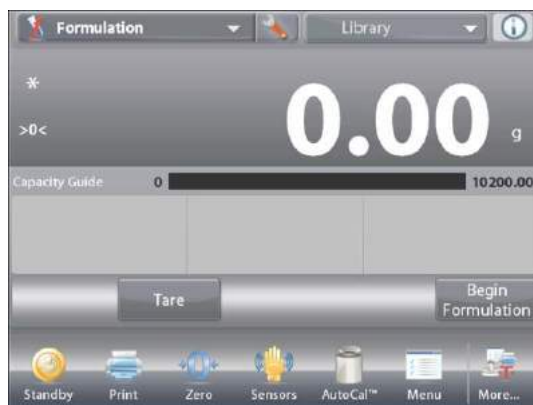 Formulation Library
*
>0<
0.00 g
Capacity Guide 0 10200.00
Tare
Begin
Formulation
Standby Print Zero Sensors AutoCal™ Menu More...